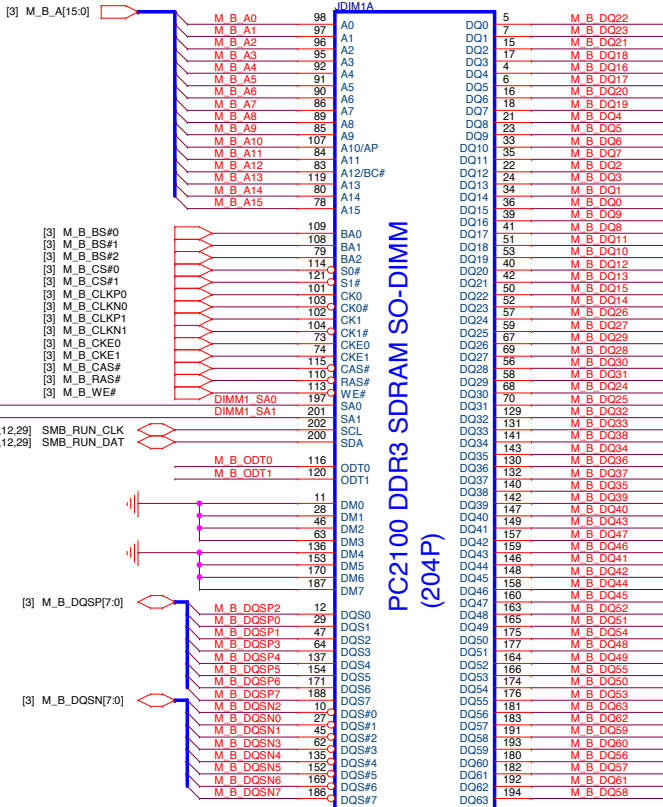 JDIM1A
[3] M_B_A[15:0]
M_B_A0 98 A0
M_B_A1 97 A1
M_B_A2 96 A2
M_B_A3 95 A3
M_B_A4 92 A4
M_B_A5 91 A5
M_B_A6 90 A6
M_B_A7 86 A7
M_B_A8 89 A8
M_B_A9 85 A9
M_B_A10 107 A10/AP
M_B_A11 84 A11
M_B_A12 83 A12/BC#
M_B_A13 119 A13
M_B_A14 80 A14
M_B_A15 78 A15
[3] M_B_BS#0 109 BA0
[3] M_B_BS#1 108 BA1
[3] M_B_BS#2 79 BA2
[3] M_B_CS#0 114 S0#
[3] M_B_CS#1 121 S1#
[3] M_B_CLKP0 101 CK0
[3] M_B_CLKN0 103 CK0#
[3] M_B_CLKP1 102 CK1
[3] M_B_CLKN1 104 CK1#
[3] M_B_CKE0 73 CKE0
[3] M_B_CKE1 74 CKE1
[3] M_B_CAS# 115 CAS#
[3] M_B_RAS# 110 RAS#
[3] M_B_WE# 113 WE#
DIMM1_SA0 197 SA0
DIMM1_SA1 201 SA1
,12,29] SMB_RUN_CLK 202 SCL
,12,29] SMB_RUN_DAT 200 SDA
M_B_ODT0 116 ODT0
M_B_ODT1 120 ODT1
11 DM0
28 DM1
46 DM2
63 DM3
136 DM4
153 DM5
170 DM6
187 DM7
[3] M_B_DQSP[7:0]
M_B_DQSP2 12 DQS0
M_B_DQSP0 29 DQS1
M_B_DQSP1 47 DQS2
M_B_DQSP3 64 DQS3
M_B_DQSP4 137 DQS4
M_B_DQSP5 154 DQS5
M_B_DQSP6 171 DQS6
M_B_DQSP7 188 DQS7
[3] M_B_DQSN[7:0]
M_B_DQSN2 10 DQS#0
M_B_DQSN0 27 DQS#1
M_B_DQSN1 45 DQS#2
M_B_DQSN3 62 DQS#3
M_B_DQSN4 135 DQS#4
M_B_DQSN5 152 DQS#5
M_B_DQSN6 169 DQS#6
M_B_DQSN7 186 DQS#7
PC2100 DDR3 SDRAM SO-DIMM
(204P)
DQ0 5 M_B_DQ22
DQ1 7 M_B_DQ23
DQ2 15 M_B_DQ21
DQ3 17 M_B_DQ18
DQ4 4 M_B_DQ16
DQ5 6 M_B_DQ17
DQ6 16 M_B_DQ20
DQ7 18 M_B_DQ19
DQ8 21 M_B_DQ4
DQ9 23 M_B_DQ5
DQ10 33 M_B_DQ6
DQ11 35 M_B_DQ7
DQ12 22 M_B_DQ2
DQ13 24 M_B_DQ3
DQ14 34 M_B_DQ1
DQ15 36 M_B_DQ0
DQ16 39 M_B_DQ9
DQ17 41 M_B_DQ8
DQ18 51 M_B_DQ11
DQ19 53 M_B_DQ10
DQ20 40 M_B_DQ12
DQ21 42 M_B_DQ13
DQ22 50 M_B_DQ15
DQ23 52 M_B_DQ14
DQ24 57 M_B_DQ26
DQ25 59 M_B_DQ27
DQ26 67 M_B_DQ29
DQ27 69 M_B_DQ28
DQ28 56 M_B_DQ30
DQ29 58 M_B_DQ31
DQ30 68 M_B_DQ24
DQ31 70 M_B_DQ25
DQ32 129 M_B_DQ32
DQ33 131 M_B_DQ33
DQ34 141 M_B_DQ38
DQ35 143 M_B_DQ34
DQ36 130 M_B_DQ36
DQ37 132 M_B_DQ37
DQ38 140 M_B_DQ35
DQ39 142 M_B_DQ39
DQ40 147 M_B_DQ40
DQ41 149 M_B_DQ43
DQ42 157 M_B_DQ47
DQ43 159 M_B_DQ46
DQ44 146 M_B_DQ41
DQ45 148 M_B_DQ42
DQ46 158 M_B_DQ44
DQ47 160 M_B_DQ45
DQ48 163 M_B_DQ52
DQ49 165 M_B_DQ51
DQ50 175 M_B_DQ54
DQ51 177 M_B_DQ48
DQ52 164 M_B_DQ49
DQ53 166 M_B_DQ55
DQ54 174 M_B_DQ50
DQ55 176 M_B_DQ53
DQ56 181 M_B_DQ63
DQ57 183 M_B_DQ62
DQ58 191 M_B_DQ59
DQ59 193 M_B_DQ60
DQ60 180 M_B_DQ56
DQ61 182 M_B_DQ57
DQ62 192 M_B_DQ61
DQ63 194 M_B_DQ58